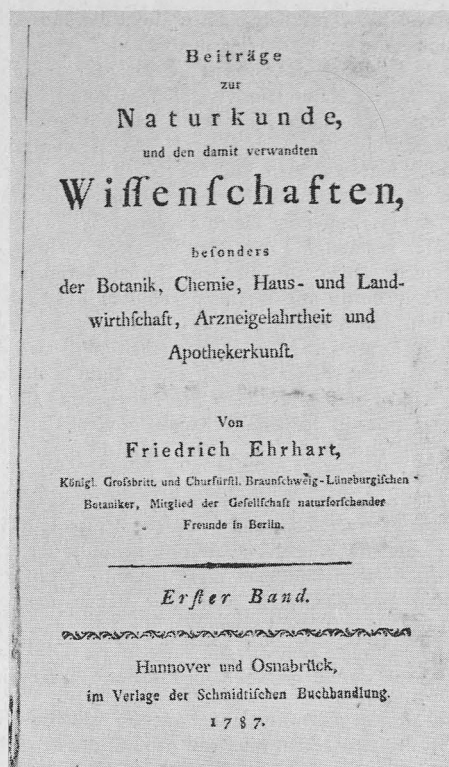 Beiträge
zur
Naturkunde,
und den damit verwandten
Wiſſenſchaften,
beſonders
der Botanik, Chemie, Haus- und Land-
wirthſchaft, Arzneigelahrtheit und
Apothekerkunſt.
Von
Friedrich Ehrhart,
Königl. Groſsbritt. und Churfürſtl. Braunſchweig-Lüneburgiſchen
Botaniker, Mitglied der Geſellſchaft naturforſchender
Freunde in Berlin.
Erſter Band.
Hannover und Osnabrück,
im Verlage der Schmidtiſchen Buchhandlung.
1787.